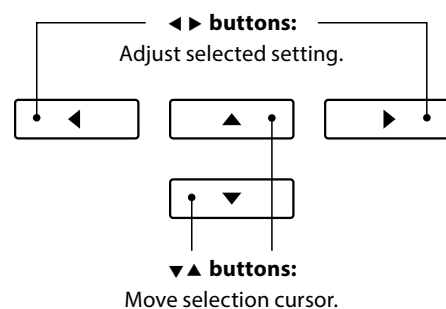 ◀ ▶ buttons:
Adjust selected setting.
◀ ▲ ▶
▼
▼ ▲ buttons:
Move selection cursor.